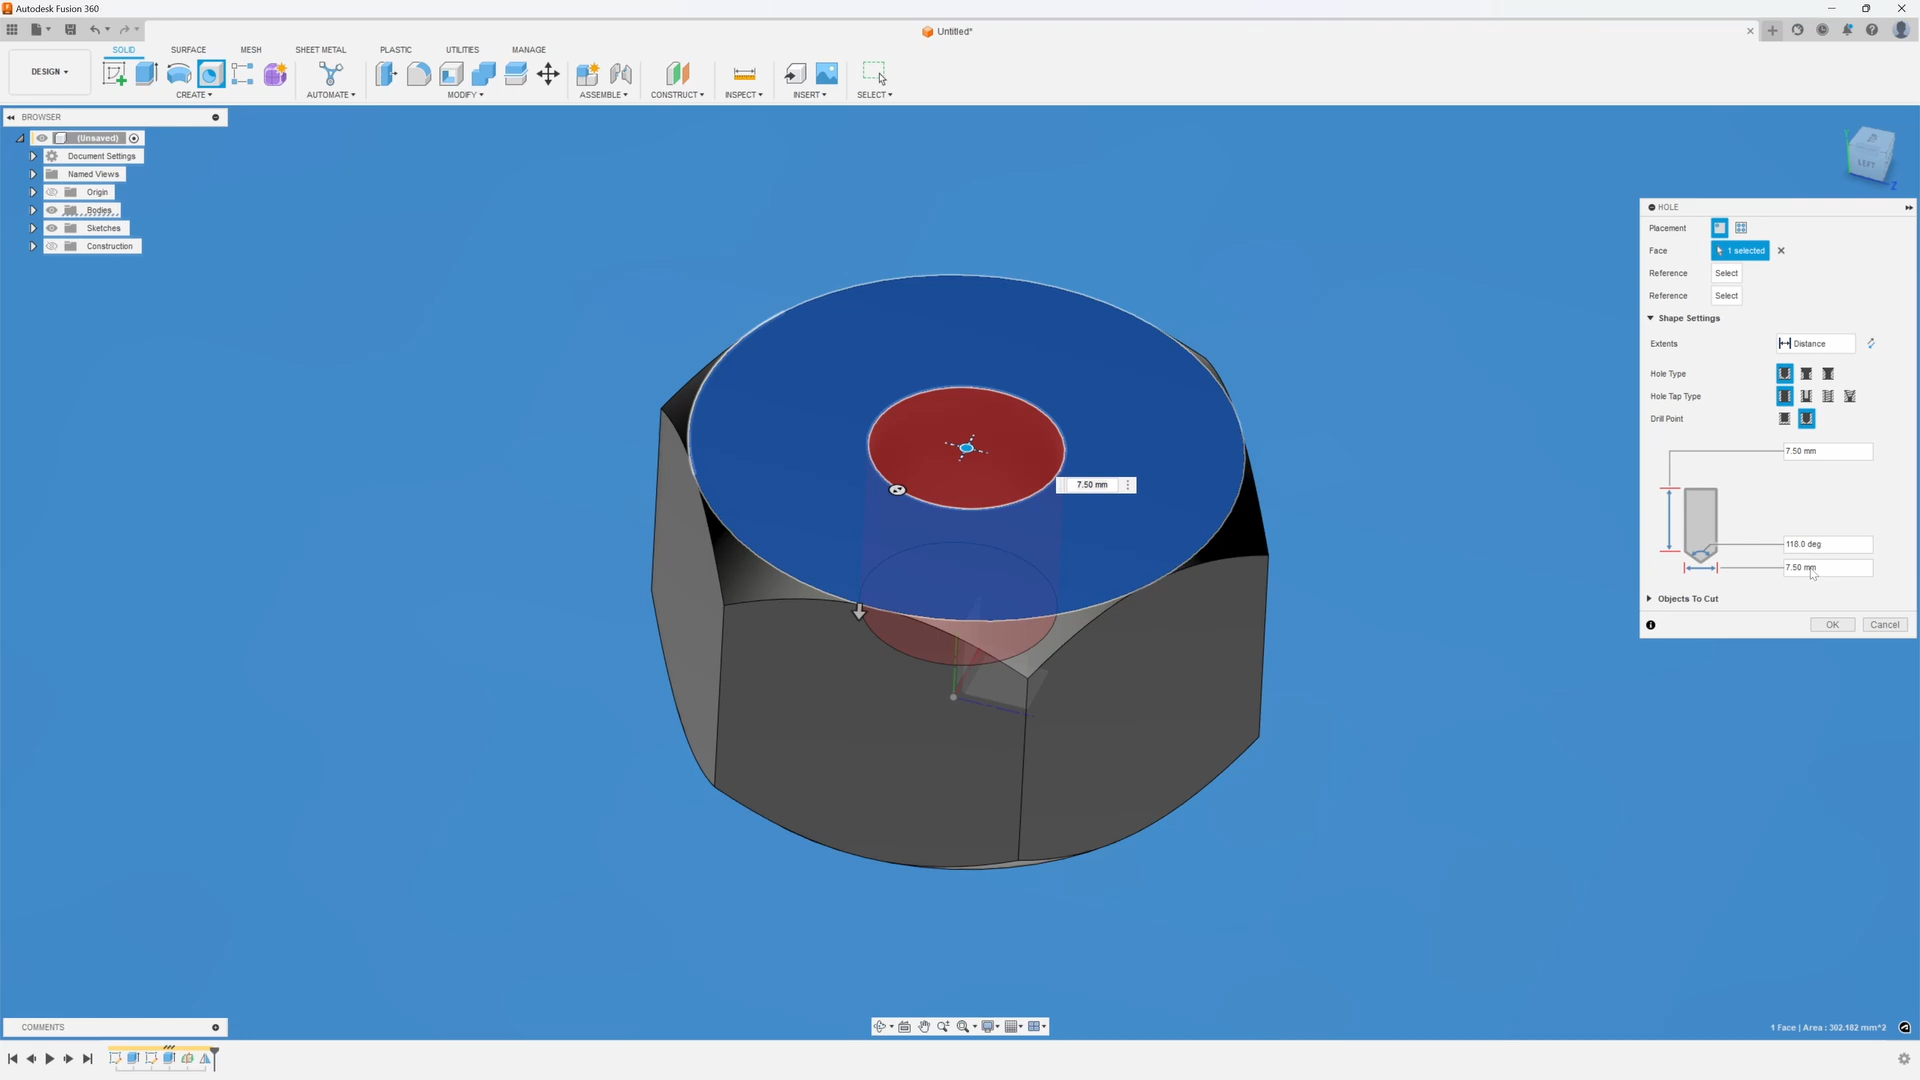 Autodesk Fusion 360
Untitled*
SOLID SURFACE MESH SHEET METAL PLASTIC UTILITIES MANAGE
DESIGN
CREATE AUTOMATE MODIFY ASSEMBLE CONSTRUCT INSPECT INSERT SELECT
BROWSER
(Unsaved)
Document Settings
Named Views
Origin
Bodies
Sketches
Construction
LEFT
Y
Z
HOLE
Placement
Face 1 selected
Reference Select
Reference Select
Shape Settings
Extents Distance
Hole Type
Hole Tap Type
Drill Point
7.50 mm
7.50 mm
118.0 deg
7.50 mm
Objects To Cut
OK Cancel
COMMENTS
1 Face | Area : 302.182 mm^2